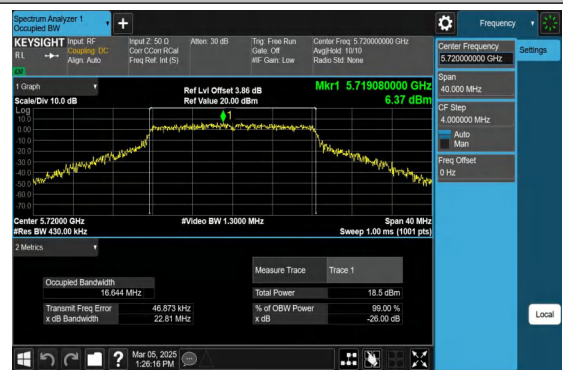 Spectrum Analyzer 1
Occupied BW
Frequency
KEYSIGHT
RL
Input: RF
Coupling: DC
Align: Auto
Input Z: 50 Ω
Corr CCorr RCal
Freq Ref: Int (S)
Atten: 30 dB
Trig: Free Run
Gate: Off
#IF Gain: Low
Center Freq: 5.720000000 GHz
Avg|Hold: 10/10
Radio Std: None
Center Frequency
5.720000000 GHz
Settings
Span
40.000 MHz
CF Step
4.000000 MHz
Auto
Man
Freq Offset
0 Hz
Local
1 Graph
Scale/Div 10.0 dB
Ref Lvl Offset 3.86 dB
Ref Value 20.00 dBm
Mkr1 5.719080000 GHz
6.37 dBm
Log
10.0
0.00
-10.0
-20.0
-30.0
-40.0
-50.0
-60.0
-70.0
1
Center 5.72000 GHz
#Res BW 430.00 kHz
#Video BW 1.3000 MHz
Span 40 MHz
Sweep 1.00 ms (1001 pts)
2 Metrics
Measure Trace
Trace 1
Occupied Bandwidth
16.644 MHz
Total Power
18.5 dBm
Transmit Freq Error
46.873 kHz
% of OBW Power
99.00 %
x dB Bandwidth
22.81 MHz
x dB
-26.00 dB
Mar 05, 2025
1:26:16 PM